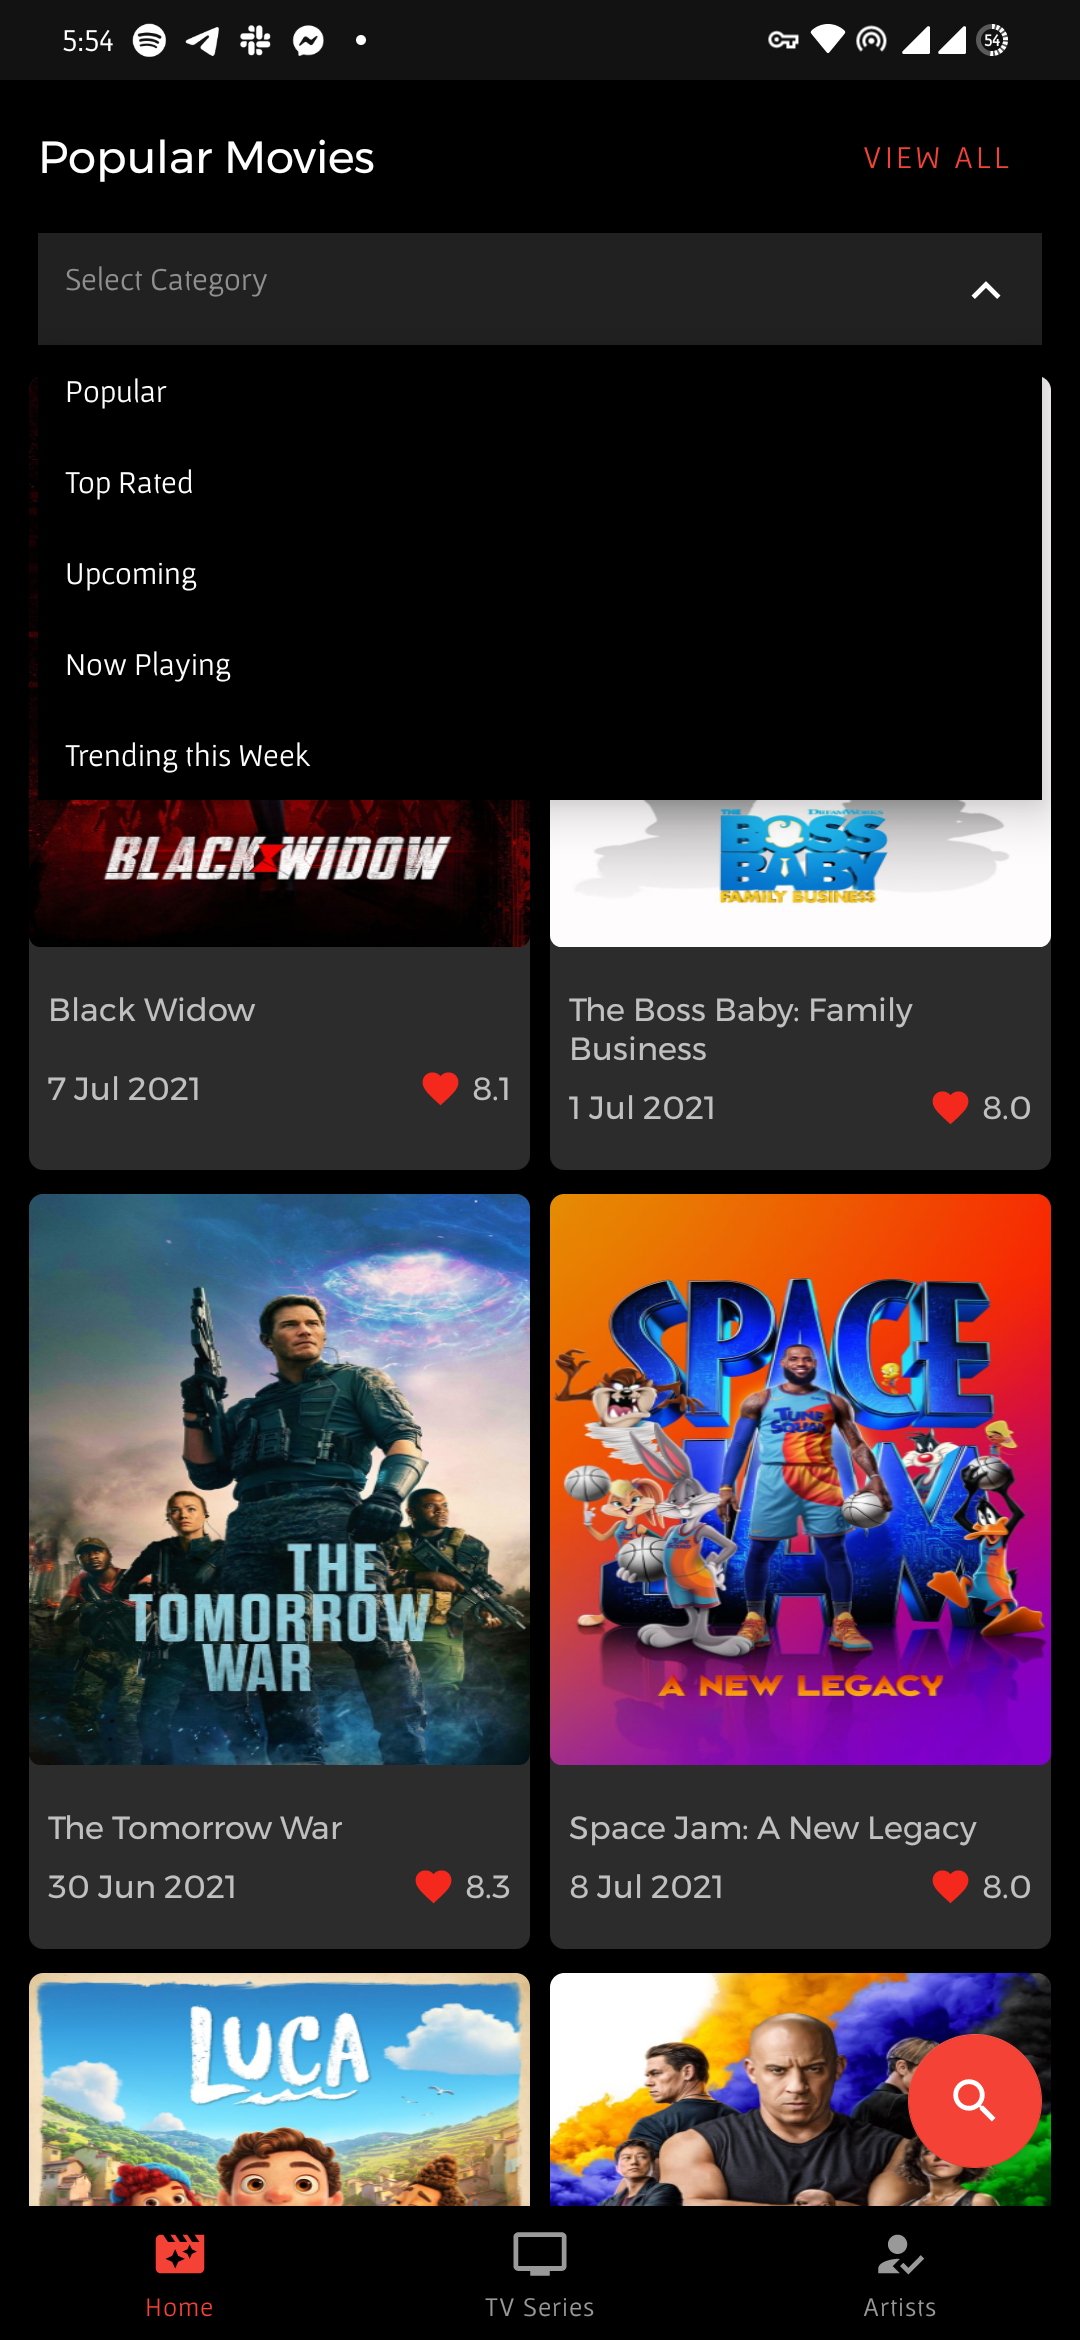 5:54
54
Popular Movies
VIEW ALL
Select Category
Popular
Top Rated
Upcoming
Now Playing
Trending this Week
BLACK WIDOW
THE
DREAMWORKS
BOSS
BABY
FAMILY BUSINESS
Black Widow
7 Jul 2021
8.1
The Boss Baby: Family
Business
1 Jul 2021
8.0
THE
TOMORROW
WAR
SPACE
JAM
TUNE
SQUAD
A NEW LEGACY
The Tomorrow War
30 Jun 2021
8.3
Space Jam: A New Legacy
8 Jul 2021
8.0
LUCA
Home
TV Series
Artists